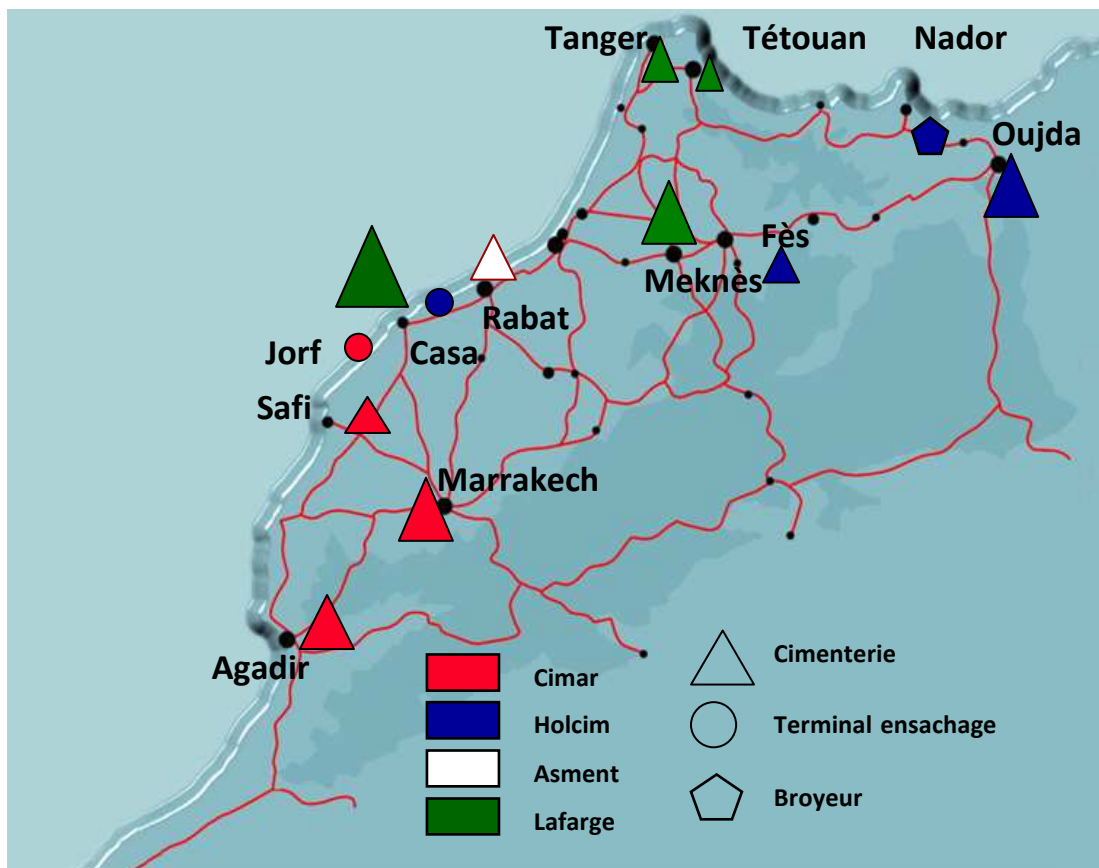 Tanger
Tétouan
Nador
Oujda
Fès
Meknès
Rabat
Casa
Jorf
Safi
Marrakech
Agadir
Cimar
Holcim
Asment
Lafarge
Cimenterie
Terminal ensachage
Broyeur